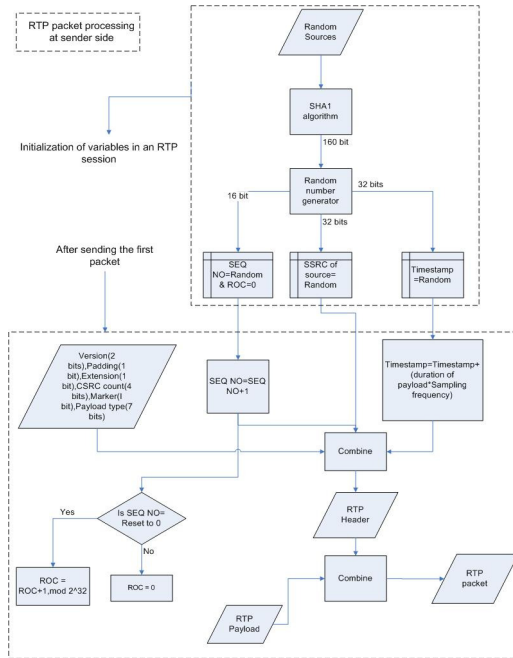 RTP packet processing
at sender side
Random
Sources
SHA1
algorithm
160 bit
Initialization of variables in an RTP
session
Random
number
generator
16 bit
32 bits
32 bits
After sending the first
packet
SEQ
NO=Random
& ROC=0
SSRC of
source=
Random
Timestamp
=Random
Version(2
bits),Padding(1
bit),Extension(1
bit),CSRC count(4
bits),Marker(I
bit),Payload type(7
bits)
SEQ NO=SEQ
NO+1
Timestamp=Timestamp+
(duration of
payload*Sampling
frequency)
Combine
Is SEQ NO=
Reset to 0
Yes
No
RTP
Header
ROC =
ROC+1,mod 2^32
ROC = 0
Combine
RTP
packet
RTP
Payload